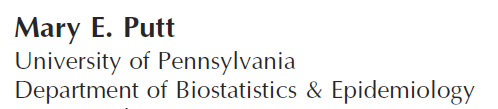 Mary E. Putt
University of Pennsylvania
Department of Biostatistics & Epidemiology